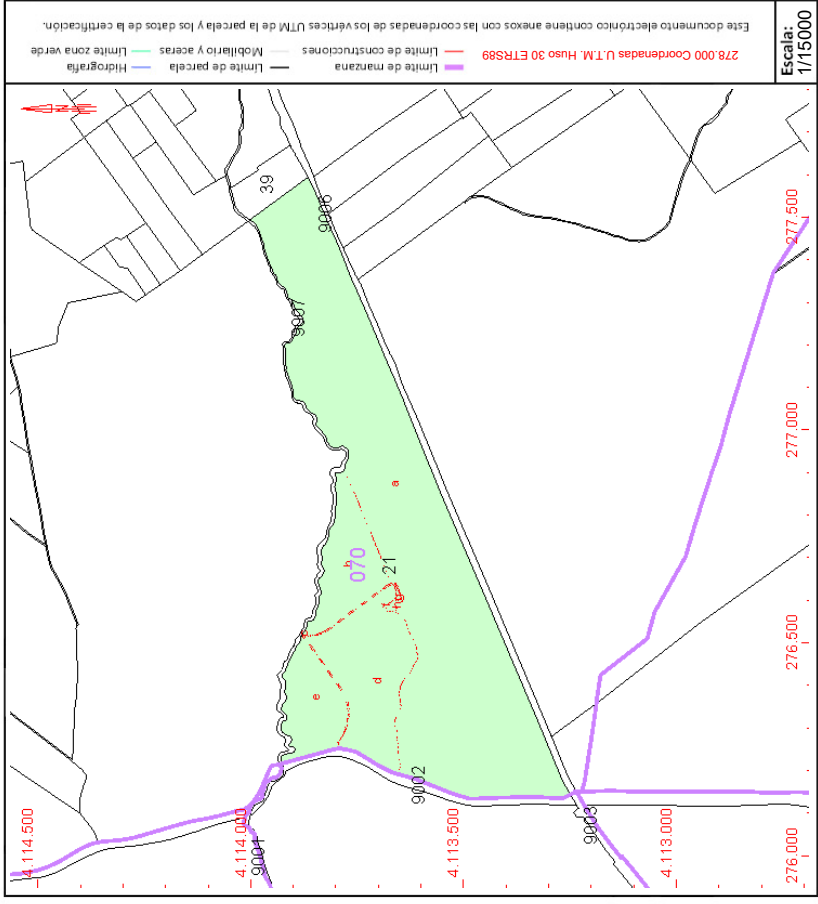 Este documento electrónico contiene anexos con las coordenadas de los vértices UTM de la parcela y los datos de la certificación.
278.000 Coordenadas U.T.M. Huso 30 ETRS89
Límite de manzana
Límite de parcela
Hidrografía
Límite de construcciones
Mobiliario y aceras
Límite zona verde
Escala:
1/15000
39
9006
9007
277.500
277.000
a
b
070
21
276.500
d
e
9002
4.114.500
4.114.000
4.113.500
4.113.000
9001
9003
276.000